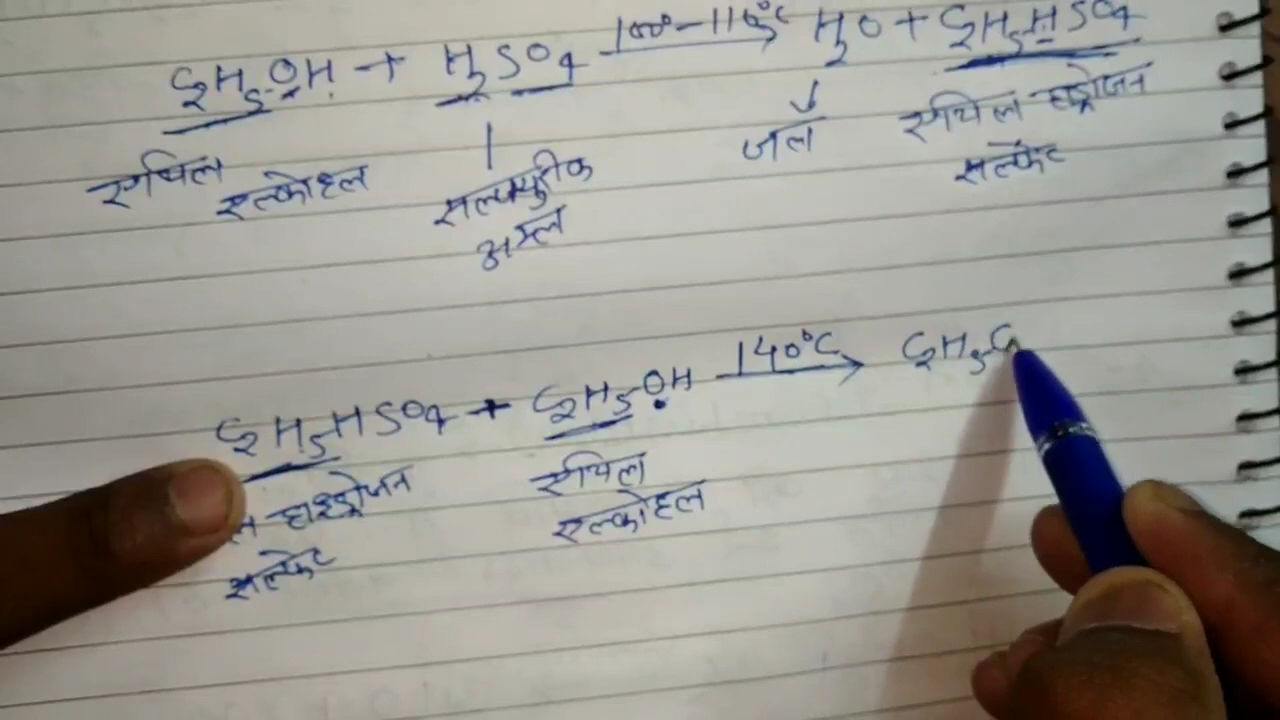 C₂H₅OH + H₂SO₄ 100°-110°C → H₂O + C₂H₅HSO₄
एथिल एल्कोहल सल्फ्युरीक अम्ल जल एथिल हाइड्रोजन सल्फेट
C₂H₅HSO₄ + C₂H₅OH 140°C → C₂H₅
ल हाइड्रोजन सल्फेट एथिल एल्कोहल